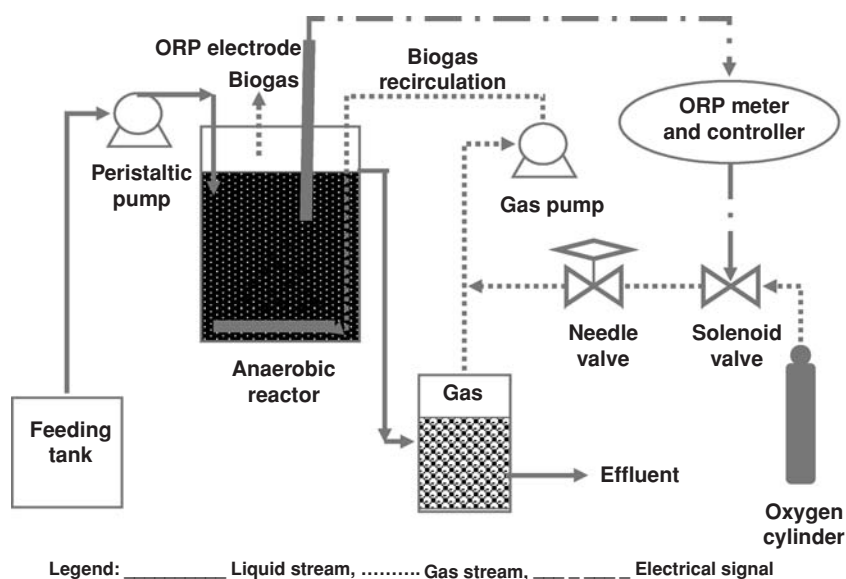 ORP electrode
Biogas
Biogas
recirculation
ORP meter
and controller
Peristaltic
pump
Gas pump
Needle
valve
Solenoid
valve
Anaerobic
reactor
Gas
Feeding
tank
Effluent
Oxygen
cylinder
Legend: __________ Liquid stream, .......... Gas stream, ___ _ ___ _ Electrical signal